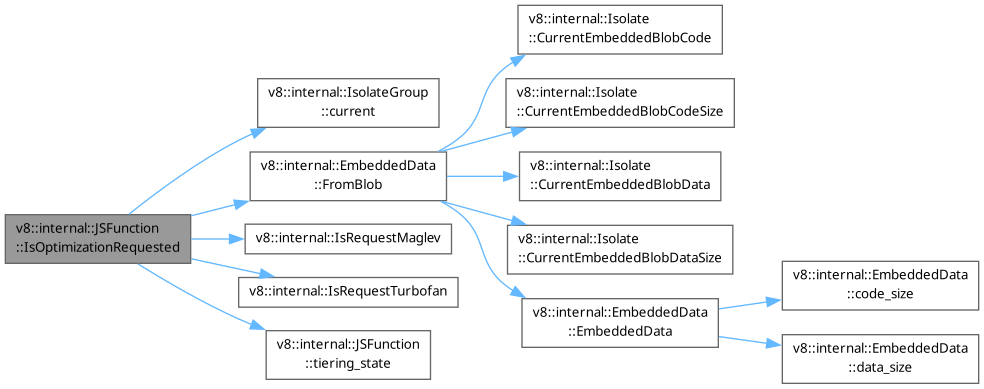 v8::internal::JSFunction
::IsOptimizationRequested
v8::internal::IsolateGroup
::current
v8::internal::EmbeddedData
::FromBlob
v8::internal::IsRequestMaglev
v8::internal::IsRequestTurbofan
v8::internal::JSFunction
::tiering_state
v8::internal::Isolate
::CurrentEmbeddedBlobCode
v8::internal::Isolate
::CurrentEmbeddedBlobCodeSize
v8::internal::Isolate
::CurrentEmbeddedBlobData
v8::internal::Isolate
::CurrentEmbeddedBlobDataSize
v8::internal::EmbeddedData
::EmbeddedData
v8::internal::EmbeddedData
::code_size
v8::internal::EmbeddedData
::data_size